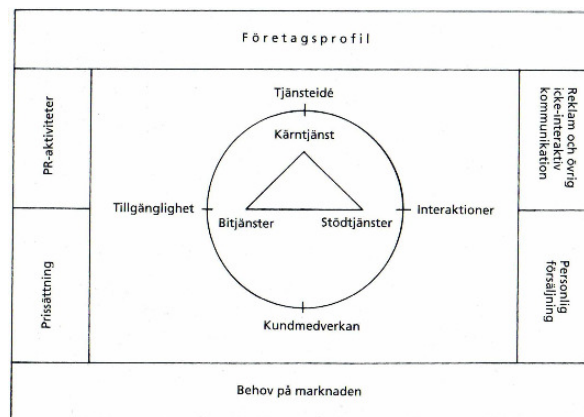 Företagsprofil
PR-aktiviteter
Prissättning
Tjänsteidé
Kärntjänst
Tillgänglighet
Bitjänster
Stödtjänster
Interaktioner
Kundmedverkan
Reklam och övrig
icke-interaktiv
kommunikation
Personlig
försäljning
Behov på marknaden